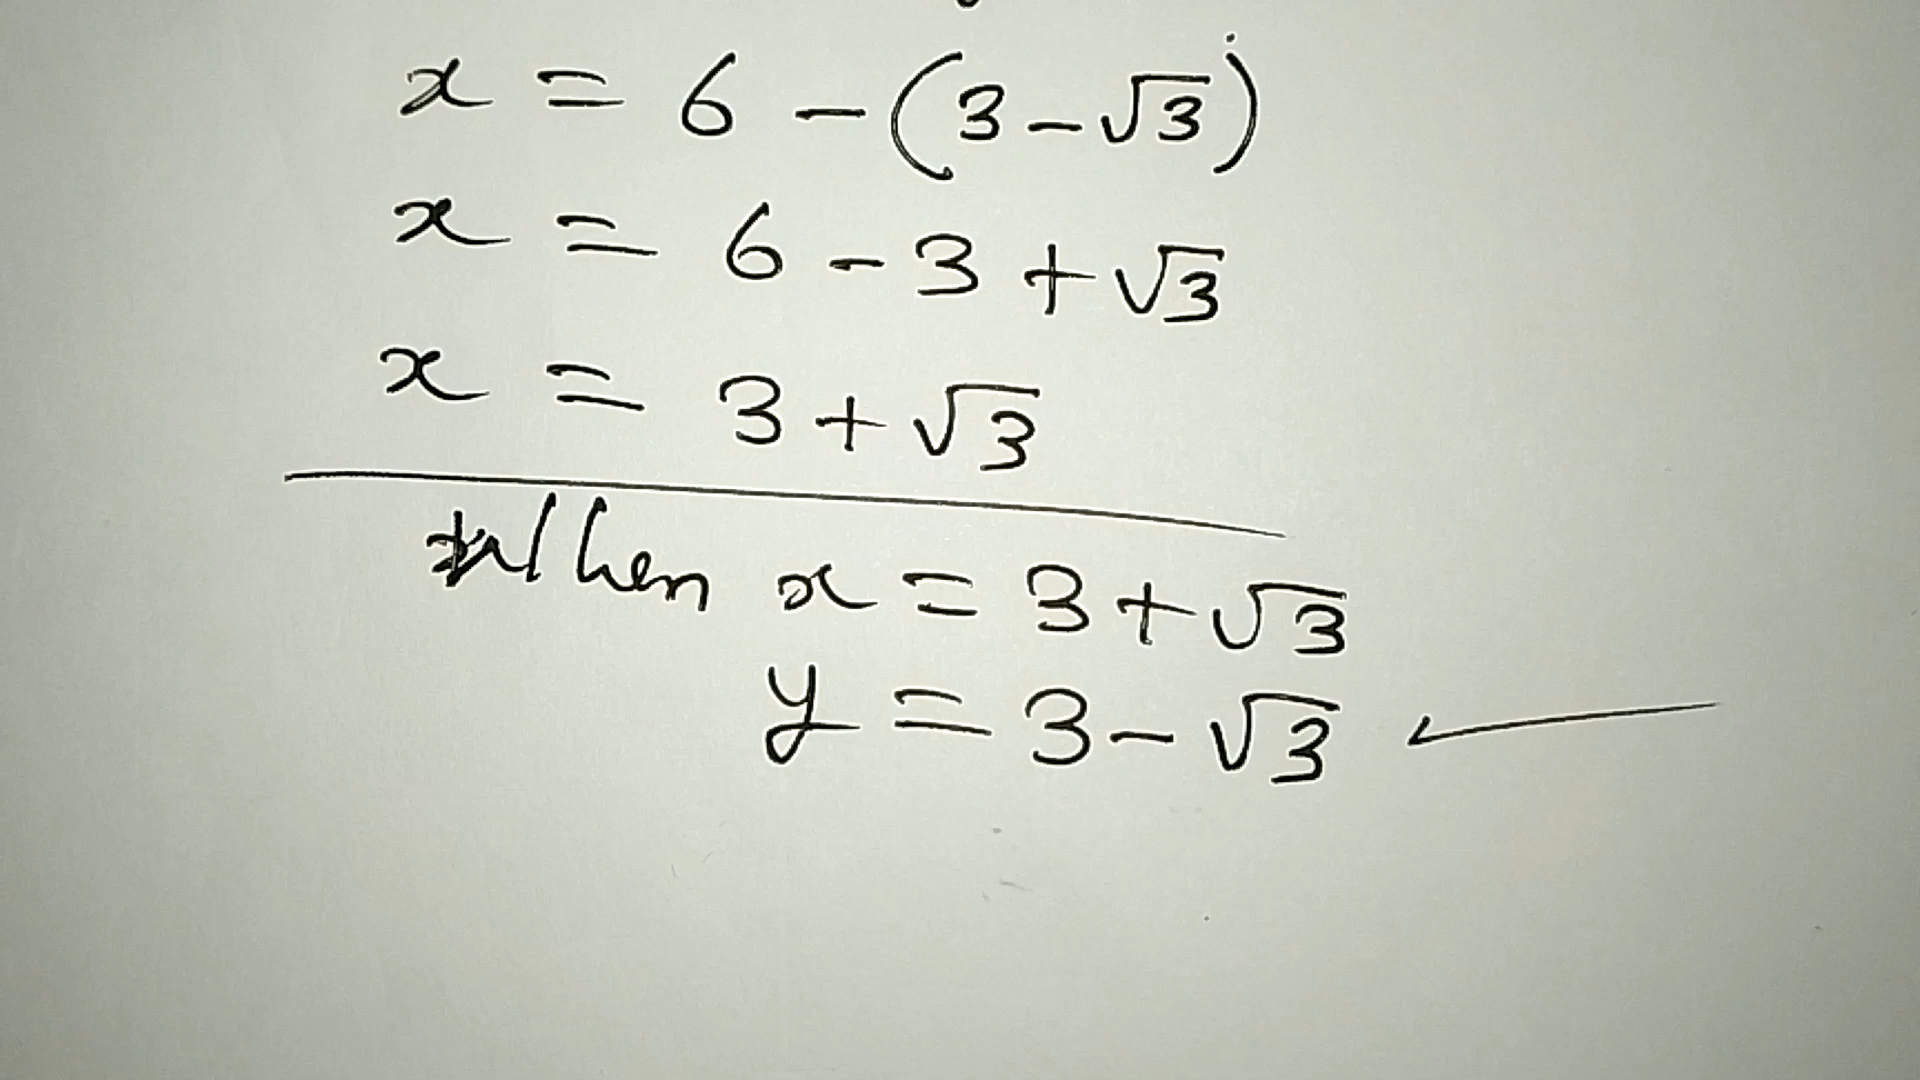 x = 6 - (3 - √3)
x = 6 - 3 + √3
x = 3 + √3
When x = 3 + √3
y = 3 - √3